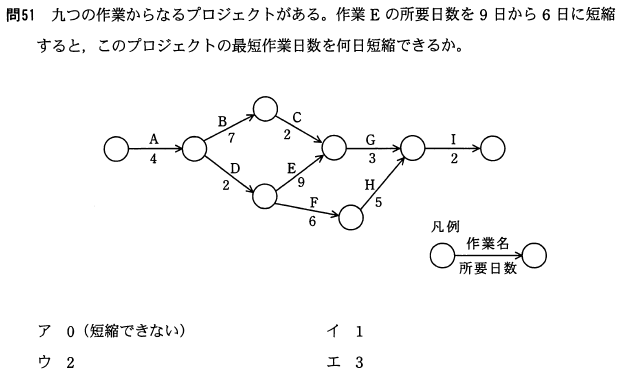 問51 九つの作業からなるプロジェクトがある。作業 E の所要日数を 9 日から 6 日に短縮
すると，このプロジェクトの最短作業日数を何日短縮できるか。
B
C
7
2
A
G
I
4
3
2
D
E
2
9
H
F
5
6
凡例
作業名
所要日数
ア 0（短縮できない）
イ 1
ウ 2
エ 3